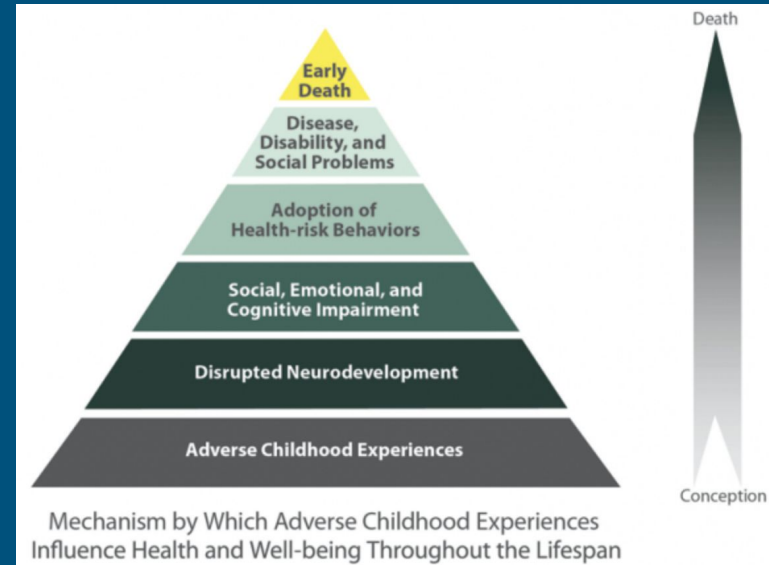 Death
Early
Death
Disease,
Disability, and
Social Problems
Adoption of
Health-risk Behaviors
Social, Emotional, and
Cognitive Impairment
Disrupted Neurodevelopment
Adverse Childhood Experiences
Conception
Mechanism by Which Adverse Childhood Experiences
Influence Health and Well-being Throughout the Lifespan